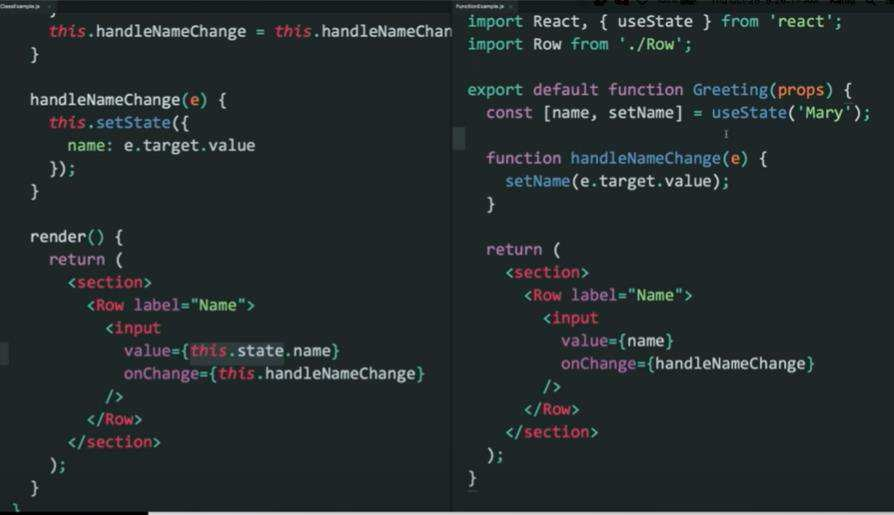 ClassExample.js
this.handleNameChange = this.handleNameChan
}
handleNameChange(e) {
this.setState({
name: e.target.value
});
}
render() {
return (
<section>
<Row label="Name">
<input
value={this.state.name}
onChange={this.handleNameChange}
/>
</Row>
</section>
);
}
}
FunctionExample.js
import React, { useState } from 'react';
import Row from './Row';
export default function Greeting(props) {
const [name, setName] = useState('Mary');
function handleNameChange(e) {
setName(e.target.value);
}
return (
<section>
<Row label="Name">
<input
value={name}
onChange={handleNameChange}
/>
</Row>
</section>
);
}